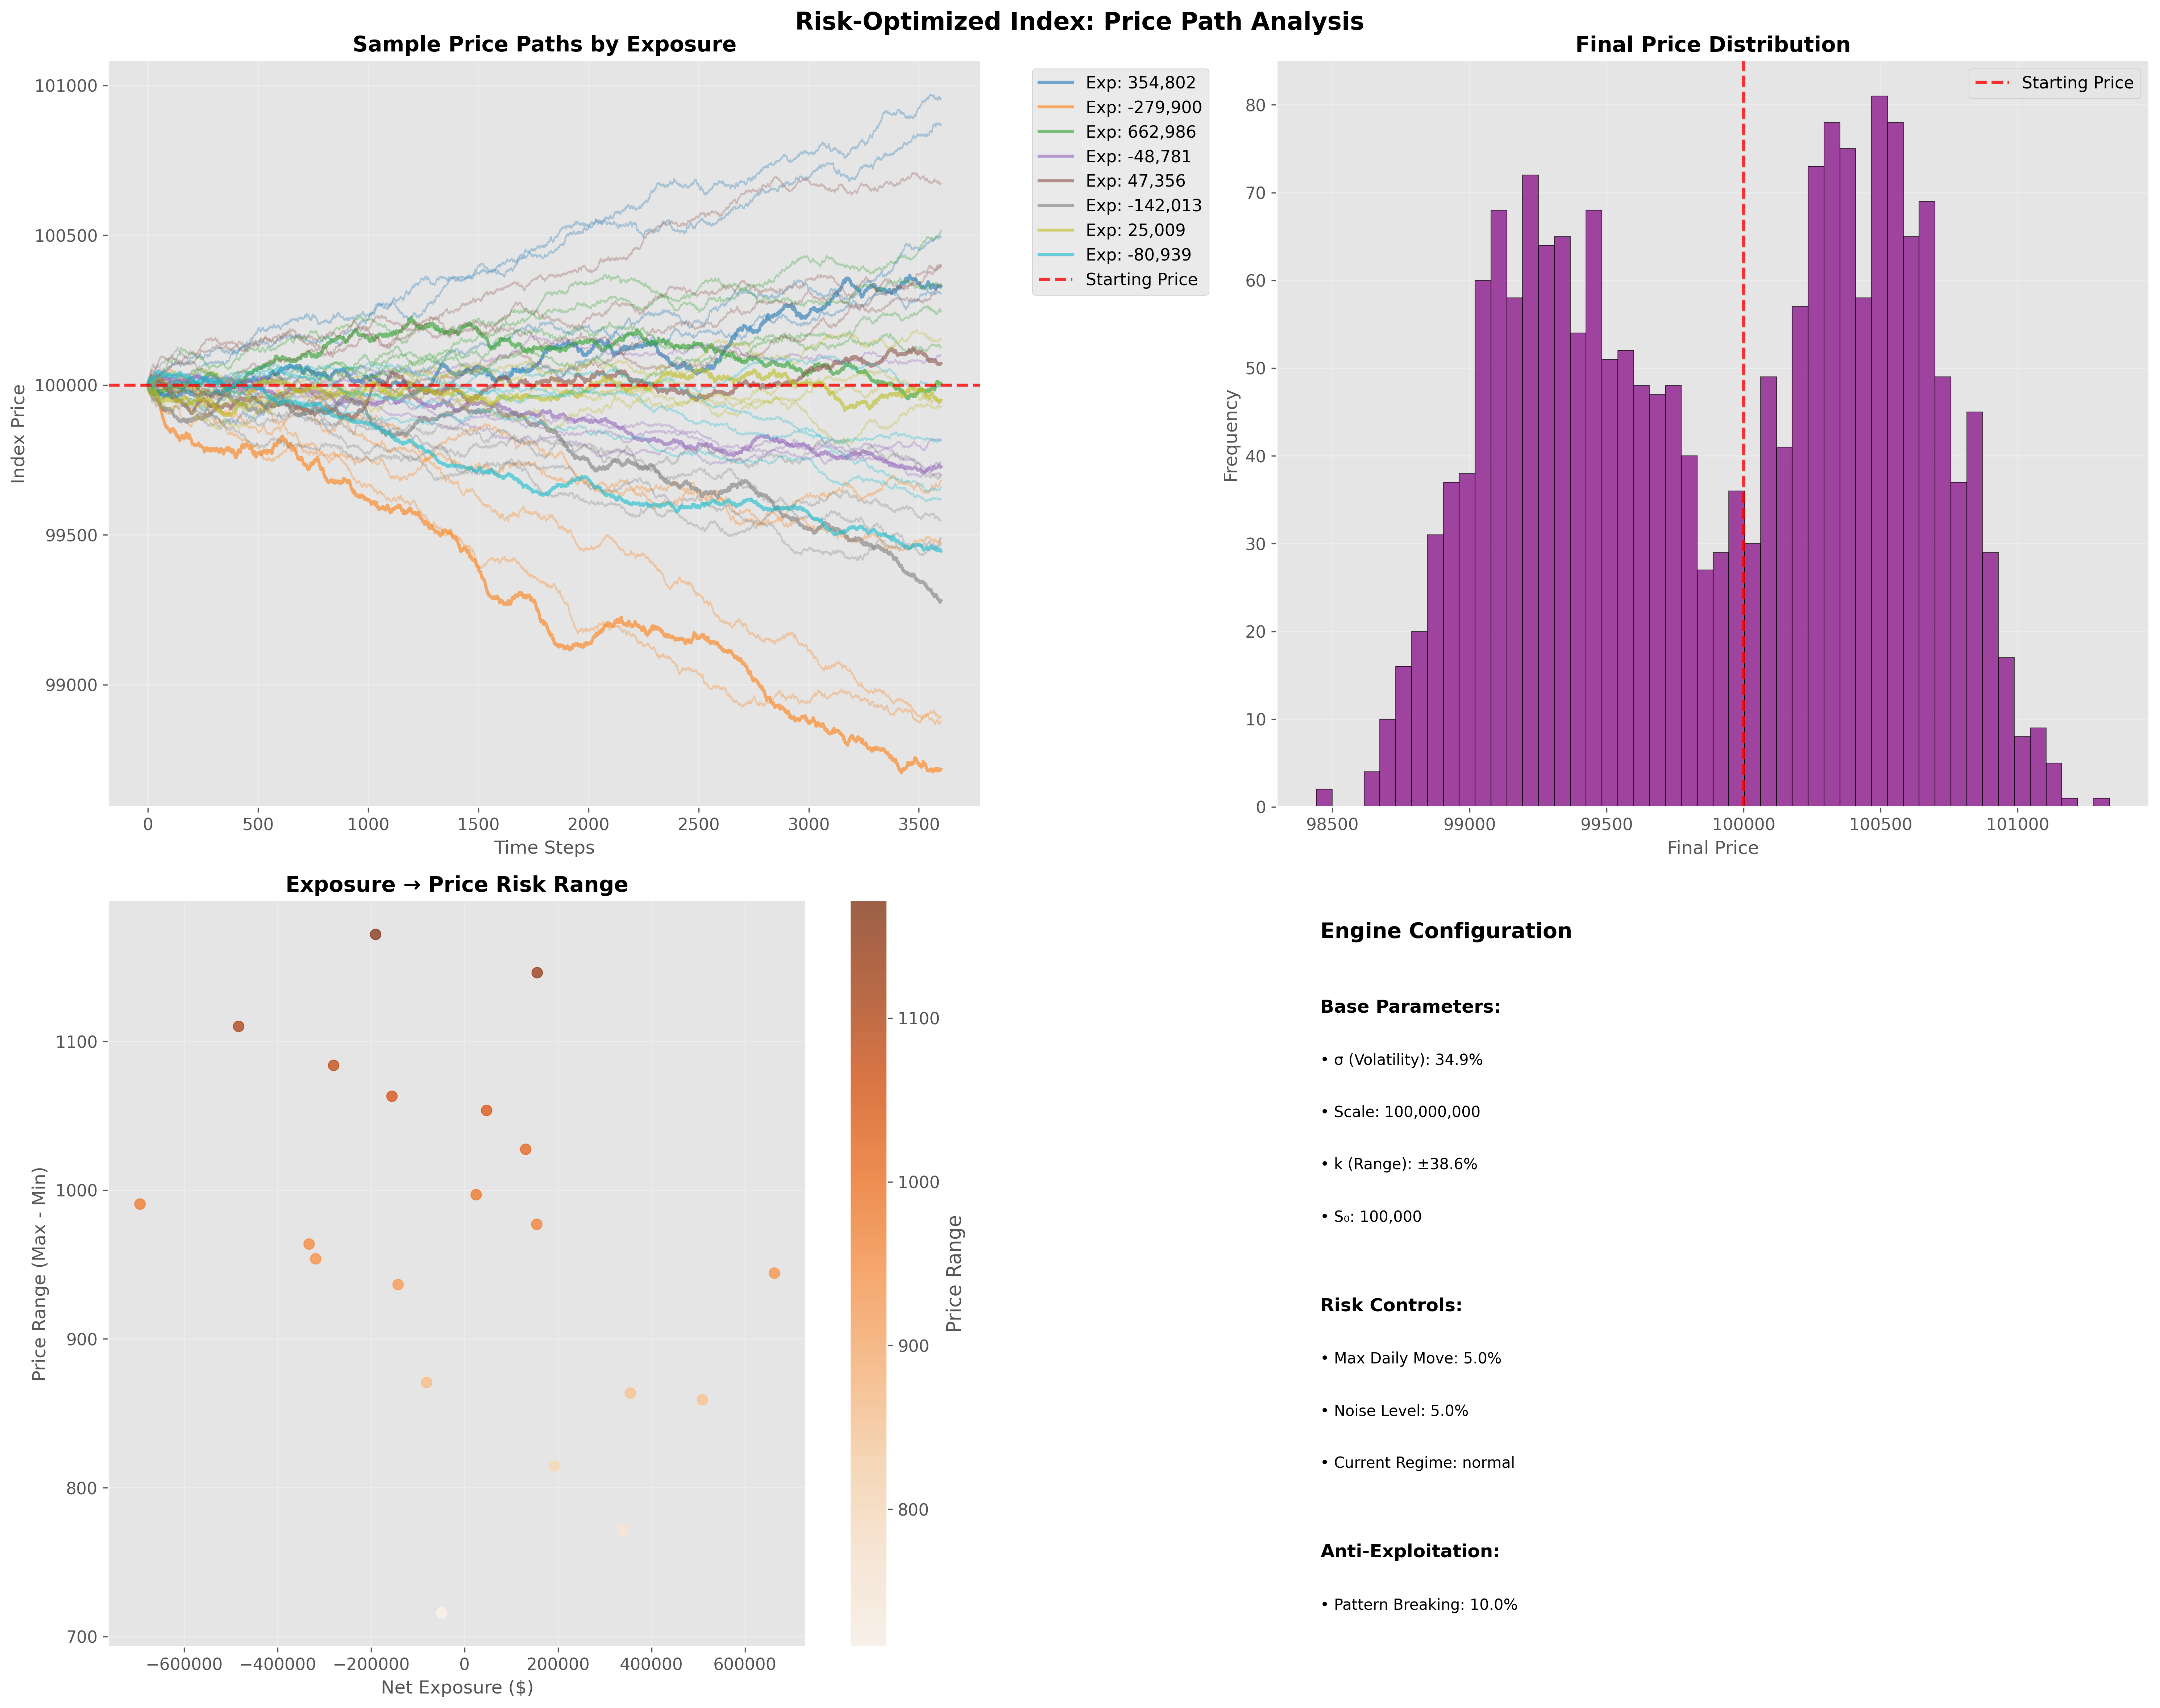 Risk-Optimized Index: Price Path Analysis
Sample Price Paths by Exposure
101000
100500
100000
99500
99000
Index Price
0 500 1000 1500 2000 2500 3000 3500
Time Steps
Exp: 354,802
Exp: -279,900
Exp: 662,986
Exp: -48,781
Exp: 47,356
Exp: -142,013
Exp: 25,009
Exp: -80,939
Starting Price
Final Price Distribution
Starting Price
80
70
60
50
40
30
20
10
0
Frequency
98500 99000 99500 100000 100500 101000
Final Price
Exposure → Price Risk Range
1100
1000
900
800
700
Price Range (Max - Min)
−600000 −400000 −200000 0 200000 400000 600000
Net Exposure ($)
1100
1000
900
800
Price Range
Engine Configuration
Base Parameters:
• σ (Volatility): 34.9%
• Scale: 100,000,000
• k (Range): ±38.6%
• S₀: 100,000
Risk Controls:
• Max Daily Move: 5.0%
• Noise Level: 5.0%
• Current Regime: normal
Anti-Exploitation:
• Pattern Breaking: 10.0%